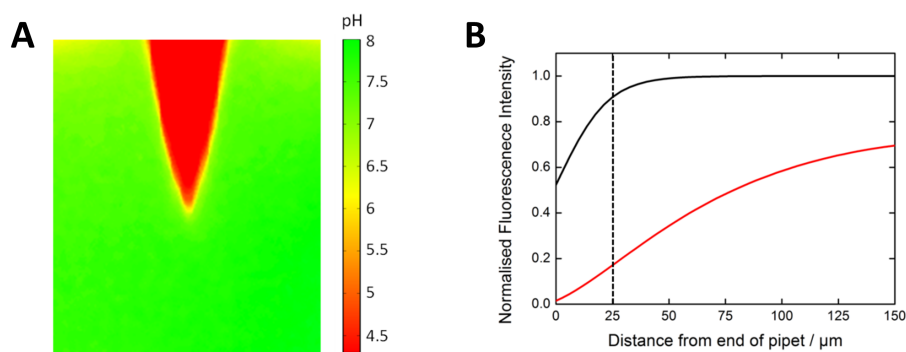 A
pH
8
7.5
7
6.5
6
5.5
5
4.5
B
Normalised Fluoresecenece Intensity
1.0
0.8
0.6
0.4
0.2
0.0
0 25 50 75 100 125 150
Distance from end of pipet / µm